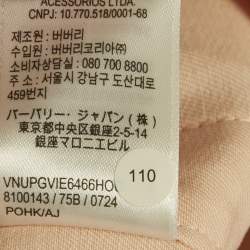 ACESSORIOS LTDA.
CNPJ: 10.770.518/0001-68
제조원 : 버버리
수입원 : 버버리코리아㈜
소비자상담실: 080 700 8800
주소 : 서울시 강남구 도산대로
459번지
バーバリー・ジャパン (株)
東京都中央区銀座2-5-14
銀座マロニエビル
110
VNUPGVIE6466HO
8100143 / 75B / 0724
POHK/AJ